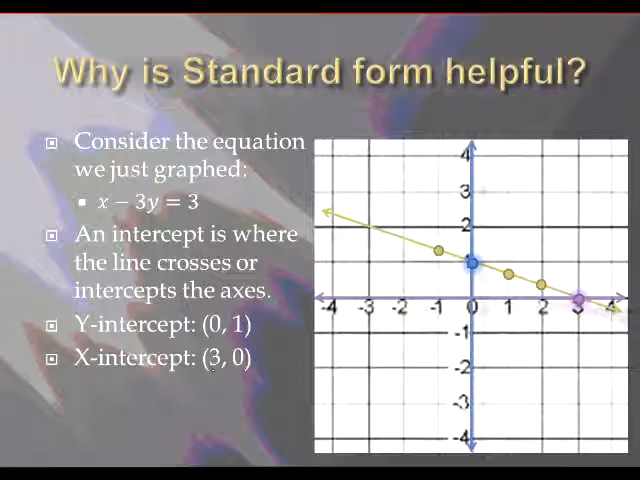 Why is Standard form helpful?
Consider the equation
we just graphed:
x − 3y = 3
An intercept is where
the line crosses or
intercepts the axes.
Y-intercept: (0, 1)
X-intercept: (3, 0)
4
3
2
1
-4 -3 -2 -1 0 1 2 3 4
-1
-2
-3
-4